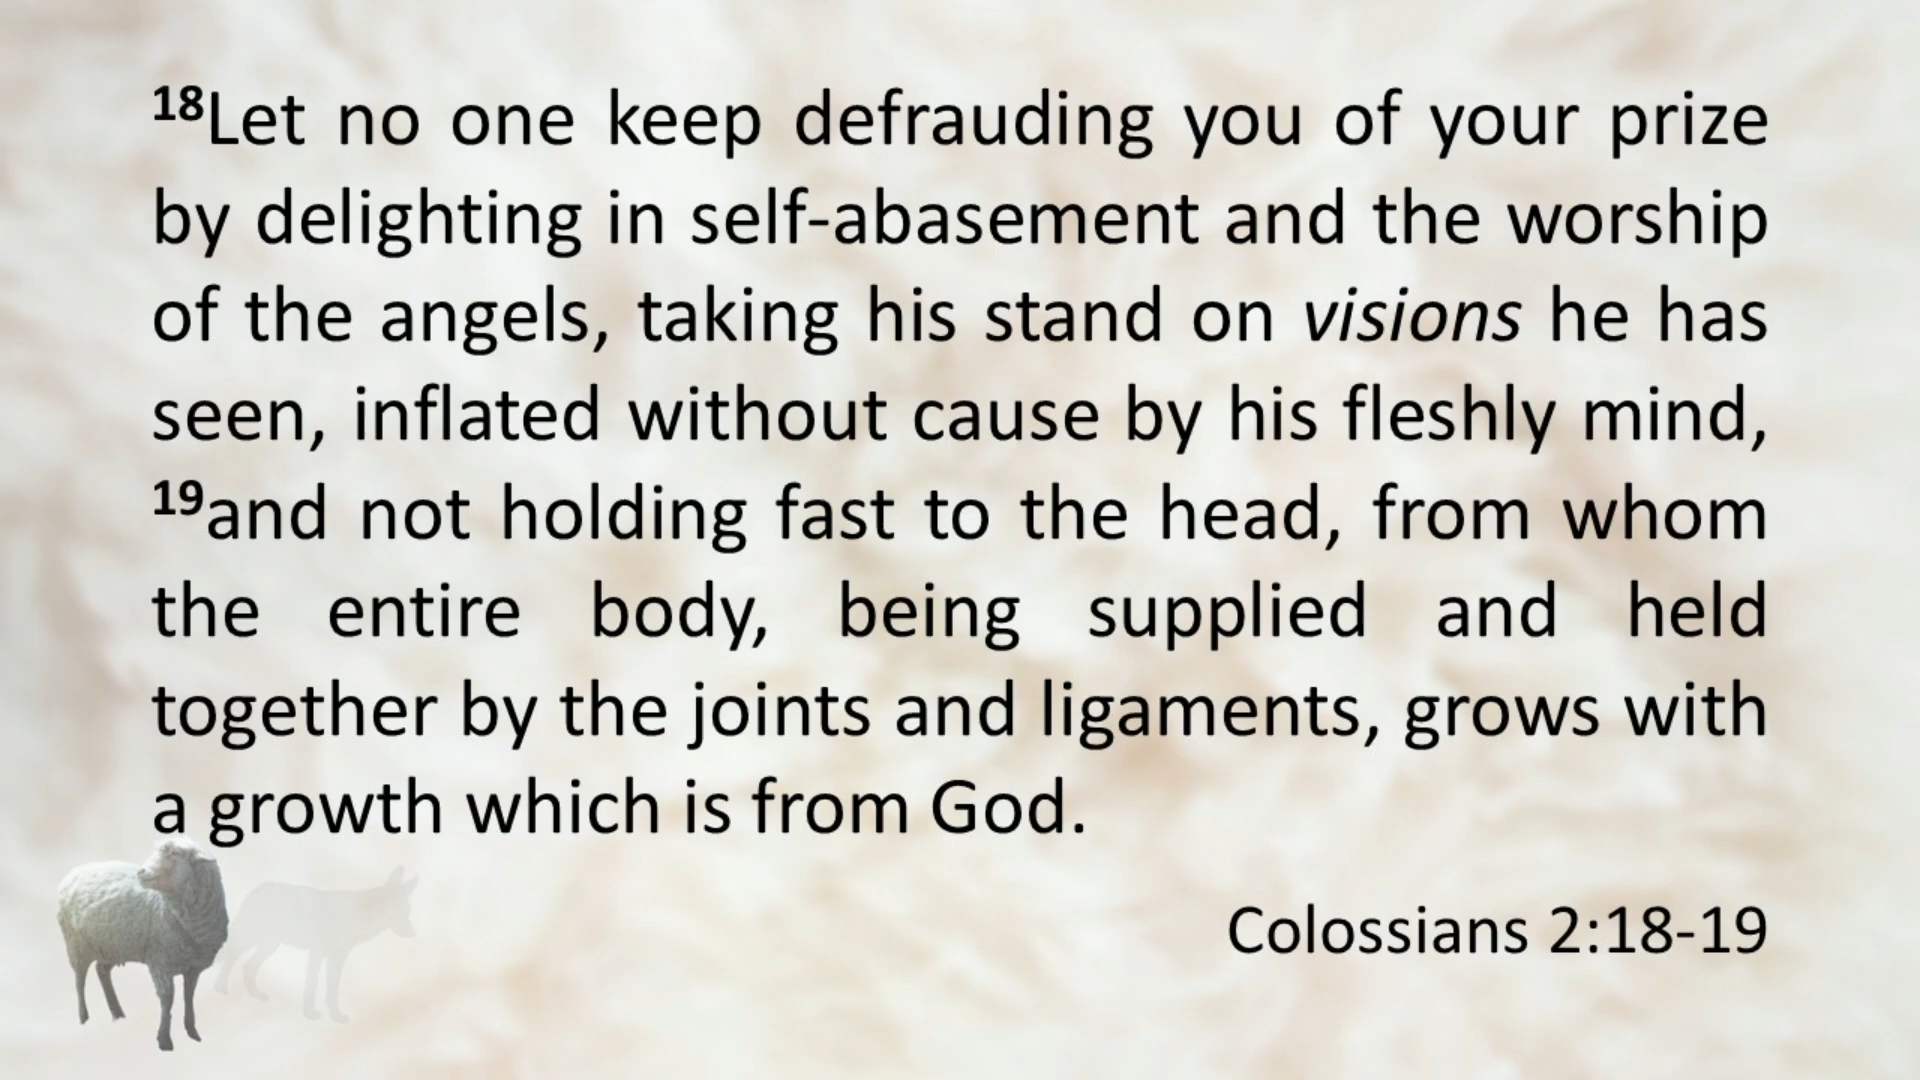 18Let no one keep defrauding you of your prize
by delighting in self-abasement and the worship
of the angels, taking his stand on visions he has
seen, inflated without cause by his fleshly mind,
19and not holding fast to the head, from whom
the entire body, being supplied and held
together by the joints and ligaments, grows with
a growth which is from God.
Colossians 2:18-19